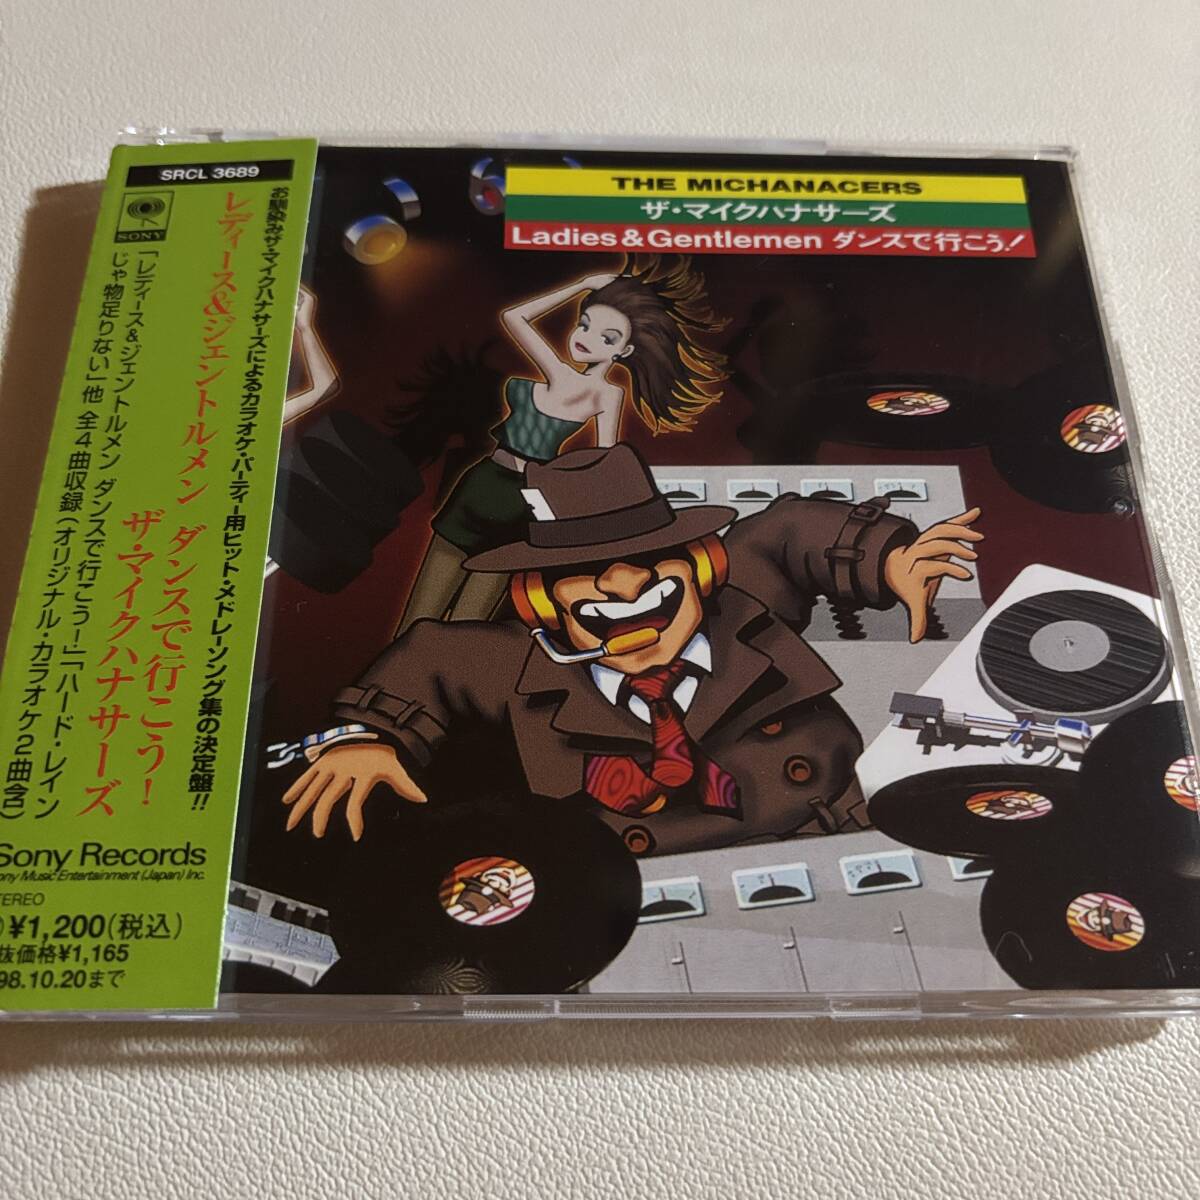 SRCL 3689
SONY
お馴染みザ・マイクハナサーズによるカラオケ・パーティー用ヒット・メドレーソング集の決定盤!!
レディース&ジェントルメン ダンスで行こう!
ザ・マイクハナサーズ
「レディース&ジェントルメン ダンスで行こう!」「ハード・レイン
じゃ物足りない」他 全4曲収録(オリジナル・カラオケ2曲含)
Sony Records
ony Music Entertainment (Japan) Inc.
TEREO
)¥1,200(税込)
抜価格¥1,165
98.10.20まで
THE MICHANACERS
ザ・マイクハナサーズ
Ladies & Gentlemen ダンスで行こう!